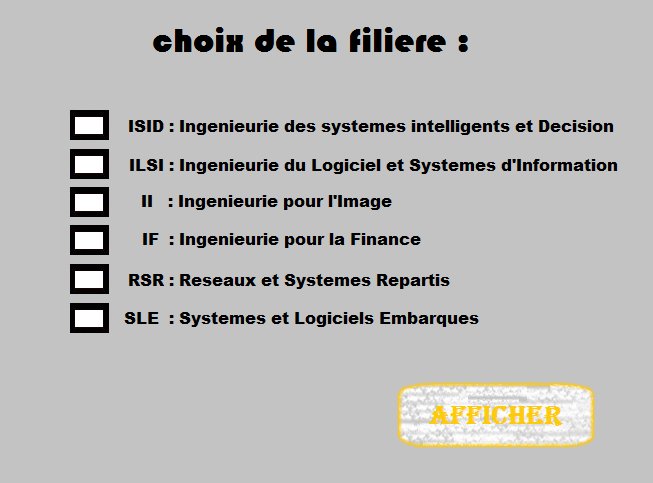 choix de la filiere :
ISID : Ingenieurie des systemes intelligents et Decision
ILSI : Ingenieurie du Logiciel et Systemes d'Information
II : Ingenieurie pour l'Image
IF : Ingenieurie pour la Finance
RSR : Reseaux et Systemes Repartis
SLE : Systemes et Logiciels Embarques
AFFICHER